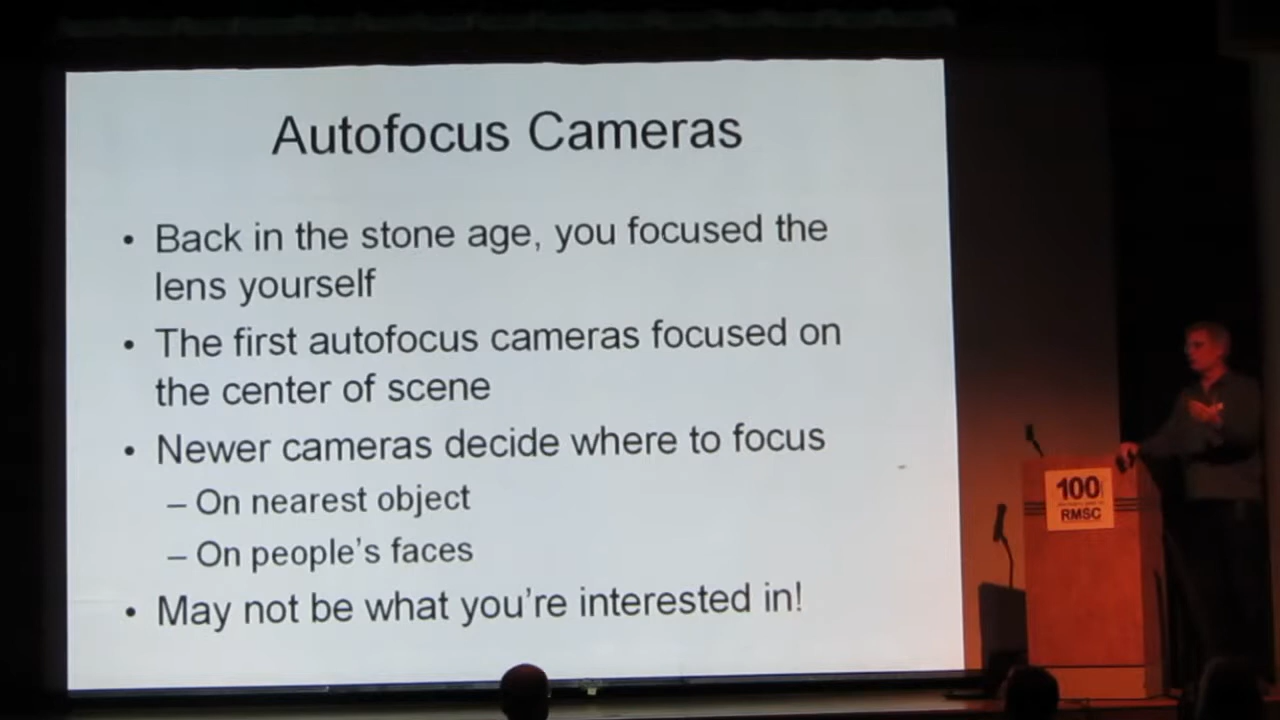 Autofocus Cameras
• Back in the stone age, you focused the
lens yourself
• The first autofocus cameras focused on
the center of scene
• Newer cameras decide where to focus
– On nearest object
– On people's faces
• May not be what you're interested in!
100
RMSC